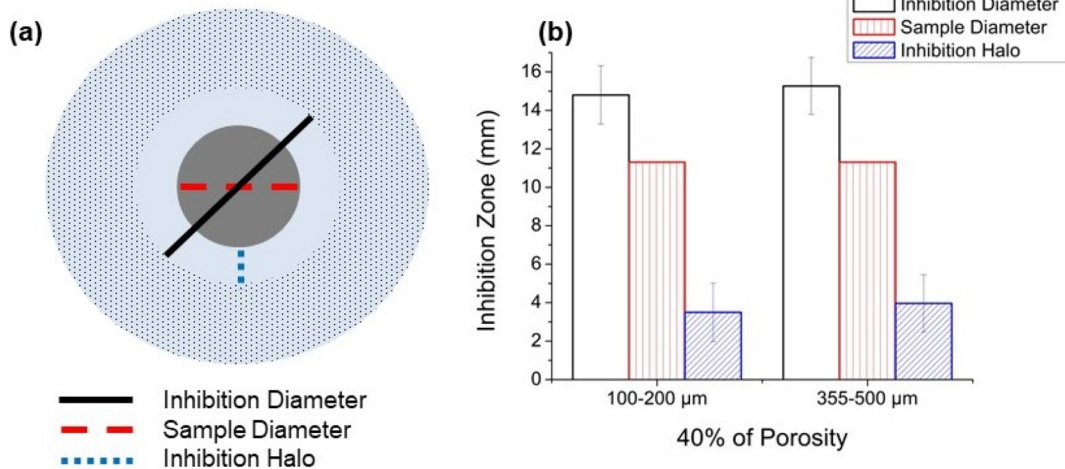 (a)
Inhibition Diameter
Sample Diameter
Inhibition Halo
(b)
Inhibition Diameter
Sample Diameter
Inhibition Halo
Inhibition Zone (mm)
16
14
12
10
8
6
4
2
0
100-200 µm
355-500 µm
40% of Porosity